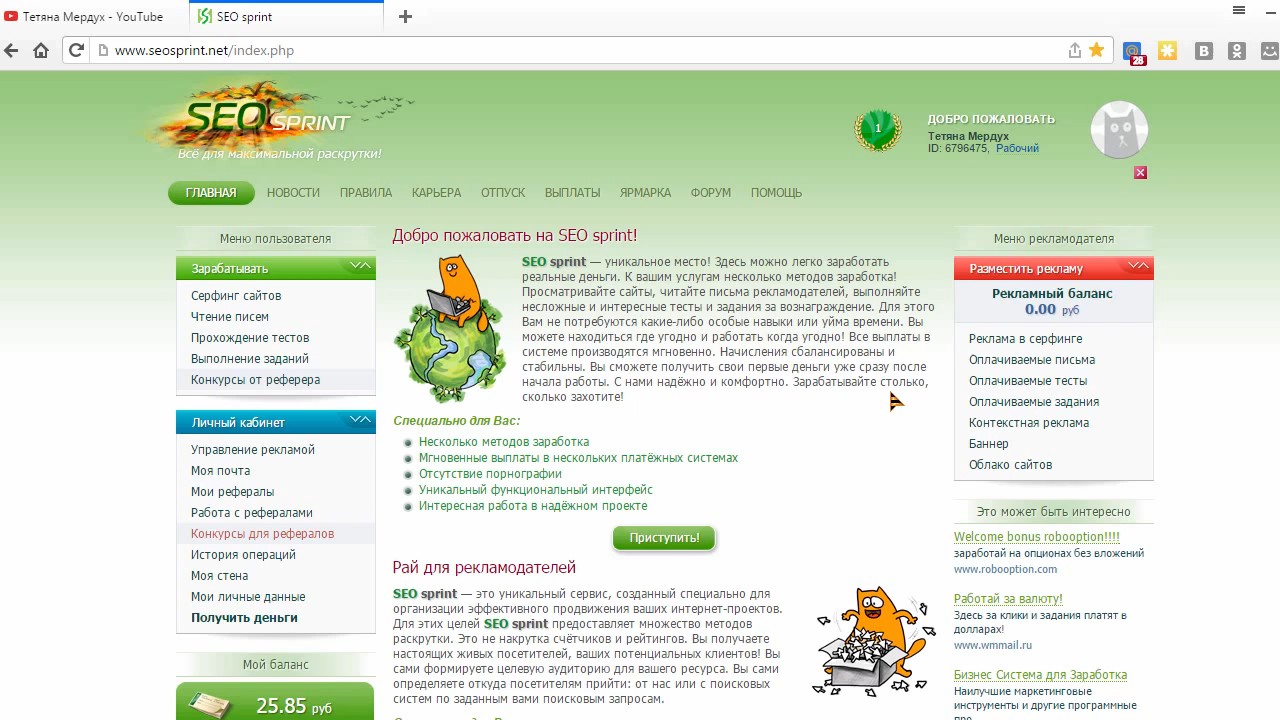 Тетяна Мердух - YouTube
SEO sprint
www.seosprint.net/index.php
28
SEO SPRINT
Всё для максимальной раскрутки!
1
ДОБРО ПОЖАЛОВАТЬ
Тетяна Мердух
ID: 6796475, Рабочий
ГЛАВНАЯ НОВОСТИ ПРАВИЛА КАРЬЕРА ОТПУСК ВЫПЛАТЫ ЯРМАРКА ФОРУМ ПОМОЩЬ
Меню пользователя
Зарабатывать
Серфинг сайтов
Чтение писем
Прохождение тестов
Выполнение заданий
Конкурсы от реферера
Личный кабинет
Управление рекламой
Моя почта
Мои рефералы
Работа с рефералами
Конкурсы для рефералов
История операций
Моя стена
Мои личные данные
Получить деньги
Мой баланс
25.85 руб
Добро пожаловать на SEO sprint!
SEO sprint — уникальное место! Здесь можно легко заработать
реальные деньги. К вашим услугам несколько методов заработка!
Просматривайте сайты, читайте письма рекламодателей, выполняйте
несложные и интересные тесты и задания за вознаграждение. Для этого
Вам не потребуются какие-либо особые навыки или уйма времени. Вы
можете находиться где угодно и работать когда угодно! Все выплаты в
системе производятся мгновенно. Начисления сбалансированы и
стабильны. Вы сможете получить свои первые деньги уже сразу после
начала работы. С нами надёжно и комфортно. Зарабатывайте столько,
сколько захотите!
Специально для Вас:
Несколько методов заработка
Мгновенные выплаты в нескольких платёжных системах
Отсутствие порнографии
Уникальный функциональный интерфейс
Интересная работа в надёжном проекте
Приступить!
Рай для рекламодателей
SEO sprint — это уникальный сервис, созданный специально для
организации эффективного продвижения ваших интернет-проектов.
Для этих целей SEO sprint предоставляет множество методов
раскрутки. Это не накрутка счётчиков и рейтингов. Вы получаете
настоящих живых посетителей, ваших потенциальных клиентов! Вы
сами формируете целевую аудиторию для вашего ресурса. Вы сами
определяете откуда посетителям прийти: от нас или с поисковых
систем по заданным вами поисковым запросам.
Меню рекламодателя
Разместить рекламу
Рекламный баланс
0.00 руб
Реклама в серфинге
Оплачиваемые письма
Оплачиваемые тесты
Оплачиваемые задания
Контекстная реклама
Баннер
Облако сайтов
Это может быть интересно
Welcome bonus robooption!!!!
заработай на опционах без вложений
www.robooption.com
Работай за валюту!
Здесь за клики и задания платят в
долларах!
www.wmmail.ru
Бизнес Система для Заработка
Наилучшие маркетинговые
инструменты и другие программные